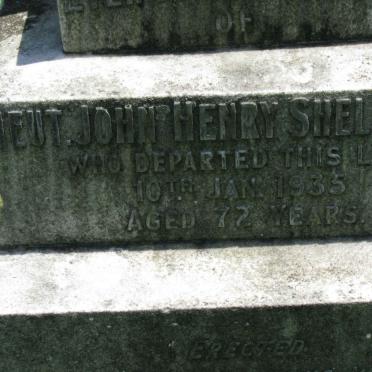 OF
IEUT. JOHN HENRY SHEL
WHO DEPARTED THIS L
10TH JAN. 1935
AGED 72 YEARS.
ERECTED